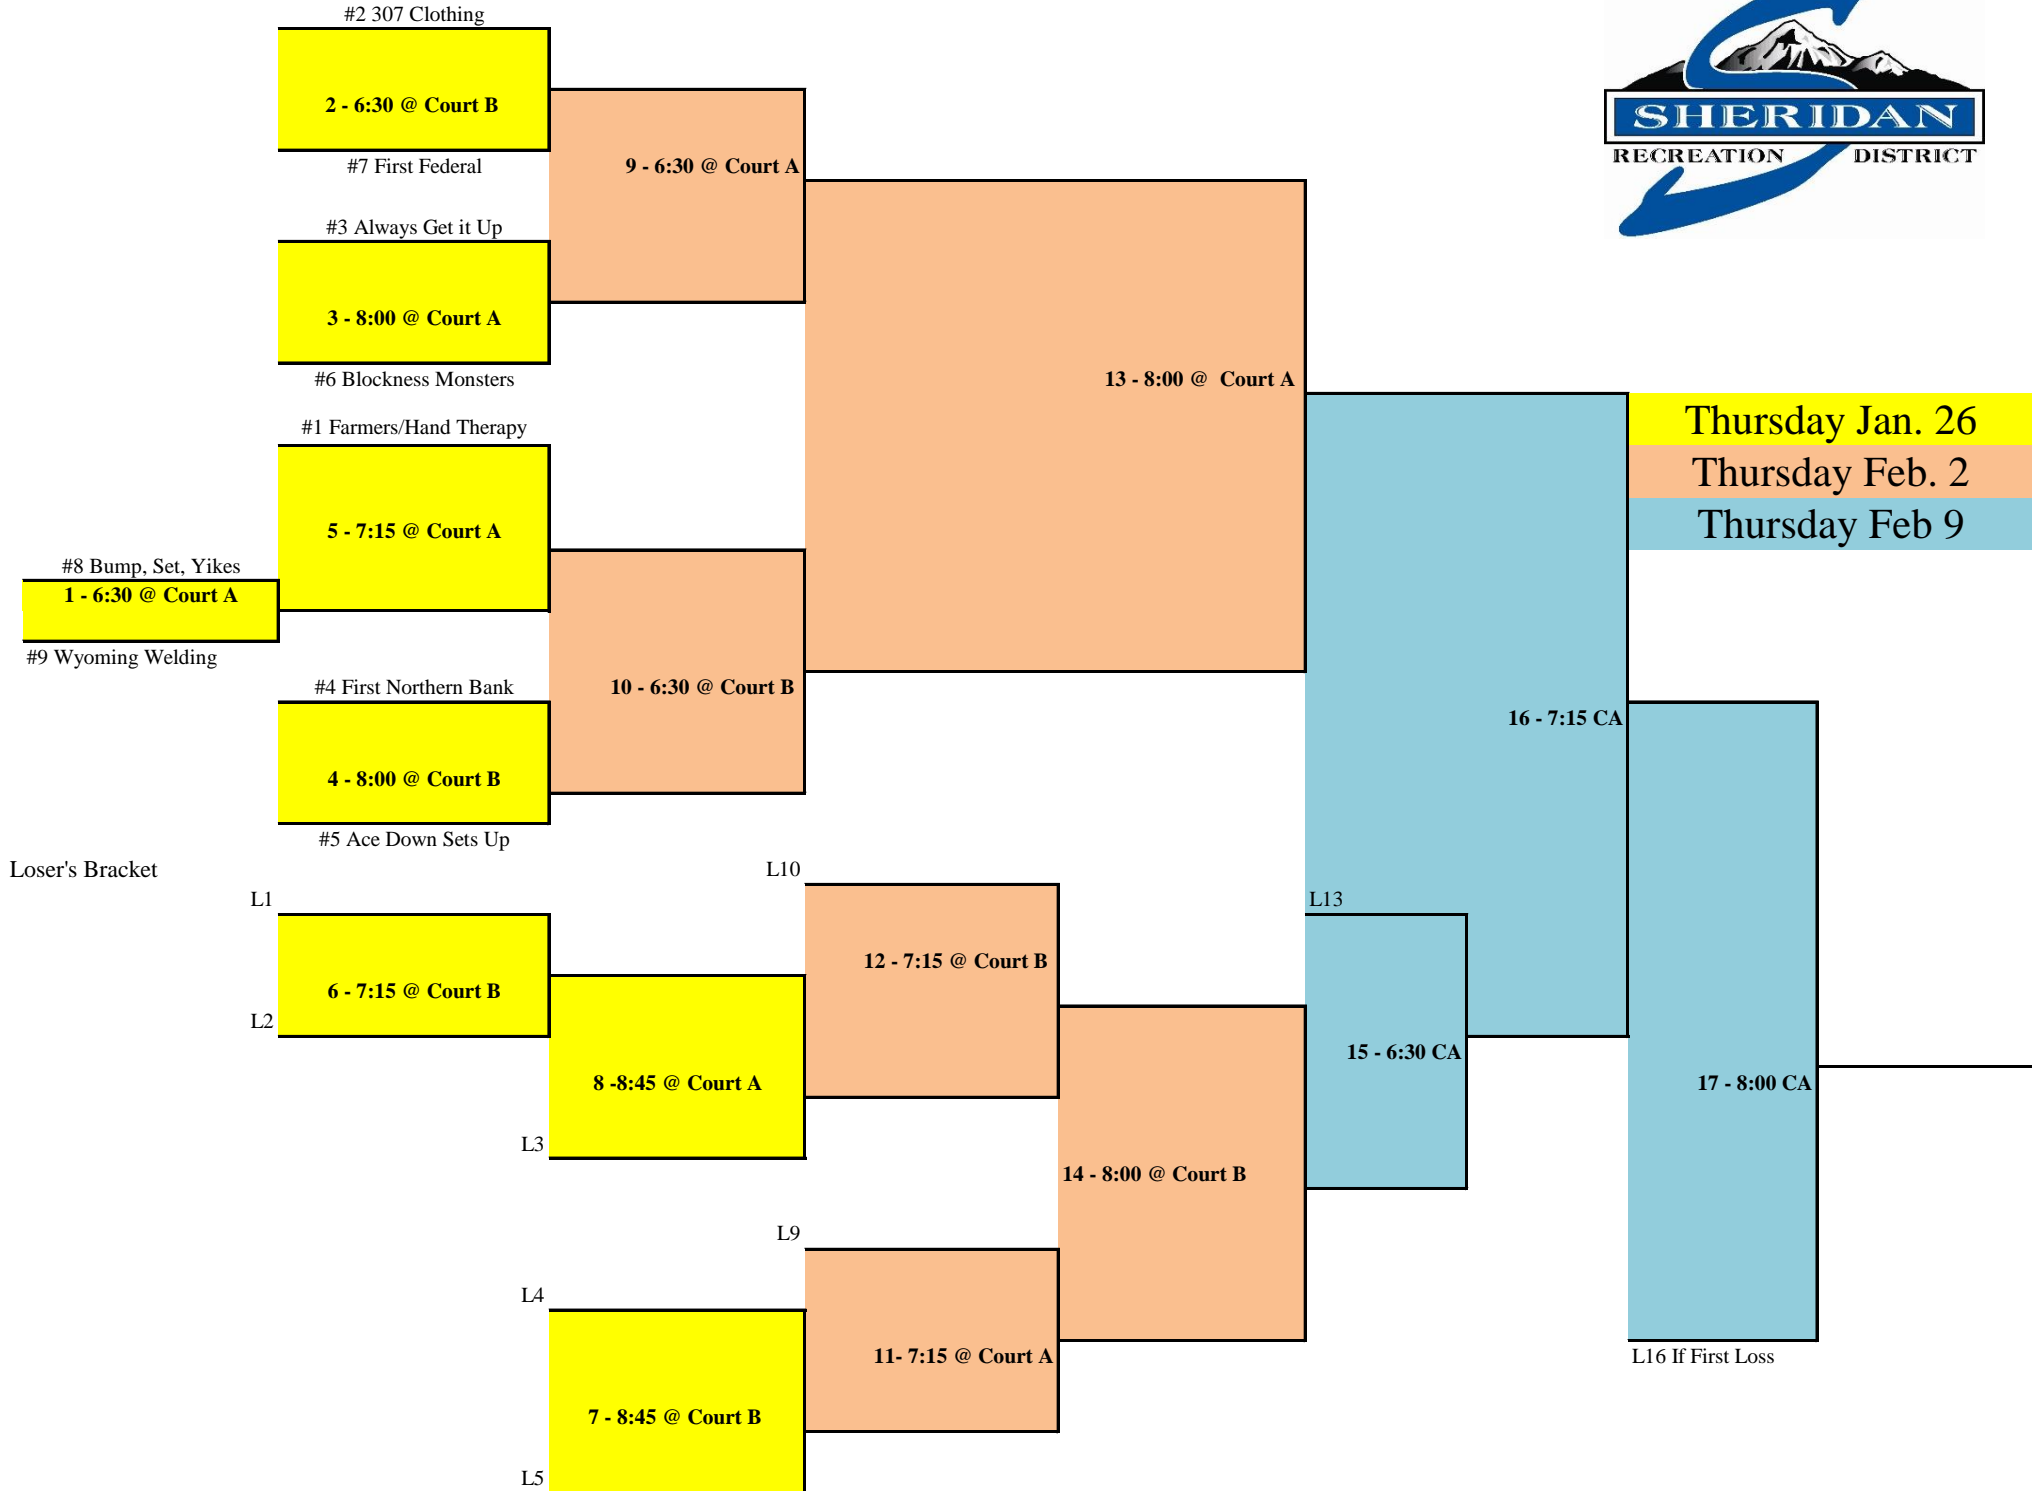 #2 307 Clothing
2 - 6:30 @ Court B
#7 First Federal
9 - 6:30 @ Court A
#3 Always Get it Up
3 - 8:00 @ Court A
#6 Blockness Monsters
13 - 8:00 @ Court A
#1 Farmers/Hand Therapy
5 - 7:15 @ Court A
#8 Bump, Set, Yikes
1 - 6:30 @ Court A
#9 Wyoming Welding
#4 First Northern Bank
10 - 6:30 @ Court B
4 - 8:00 @ Court B
#5 Ace Down Sets Up
SHERIDAN
RECREATION DISTRICT
Thursday Jan. 26
Thursday Feb. 2
Thursday Feb 9
16 - 7:15 CA
Loser's Bracket
L1
6 - 7:15 @ Court B
L2
8 -8:45 @ Court A
L3
L10
12 - 7:15 @ Court B
L13
15 - 6:30 CA
17 - 8:00 CA
14 - 8:00 @ Court B
L9
L4
11- 7:15 @ Court A
L16 If First Loss
7 - 8:45 @ Court B
L5